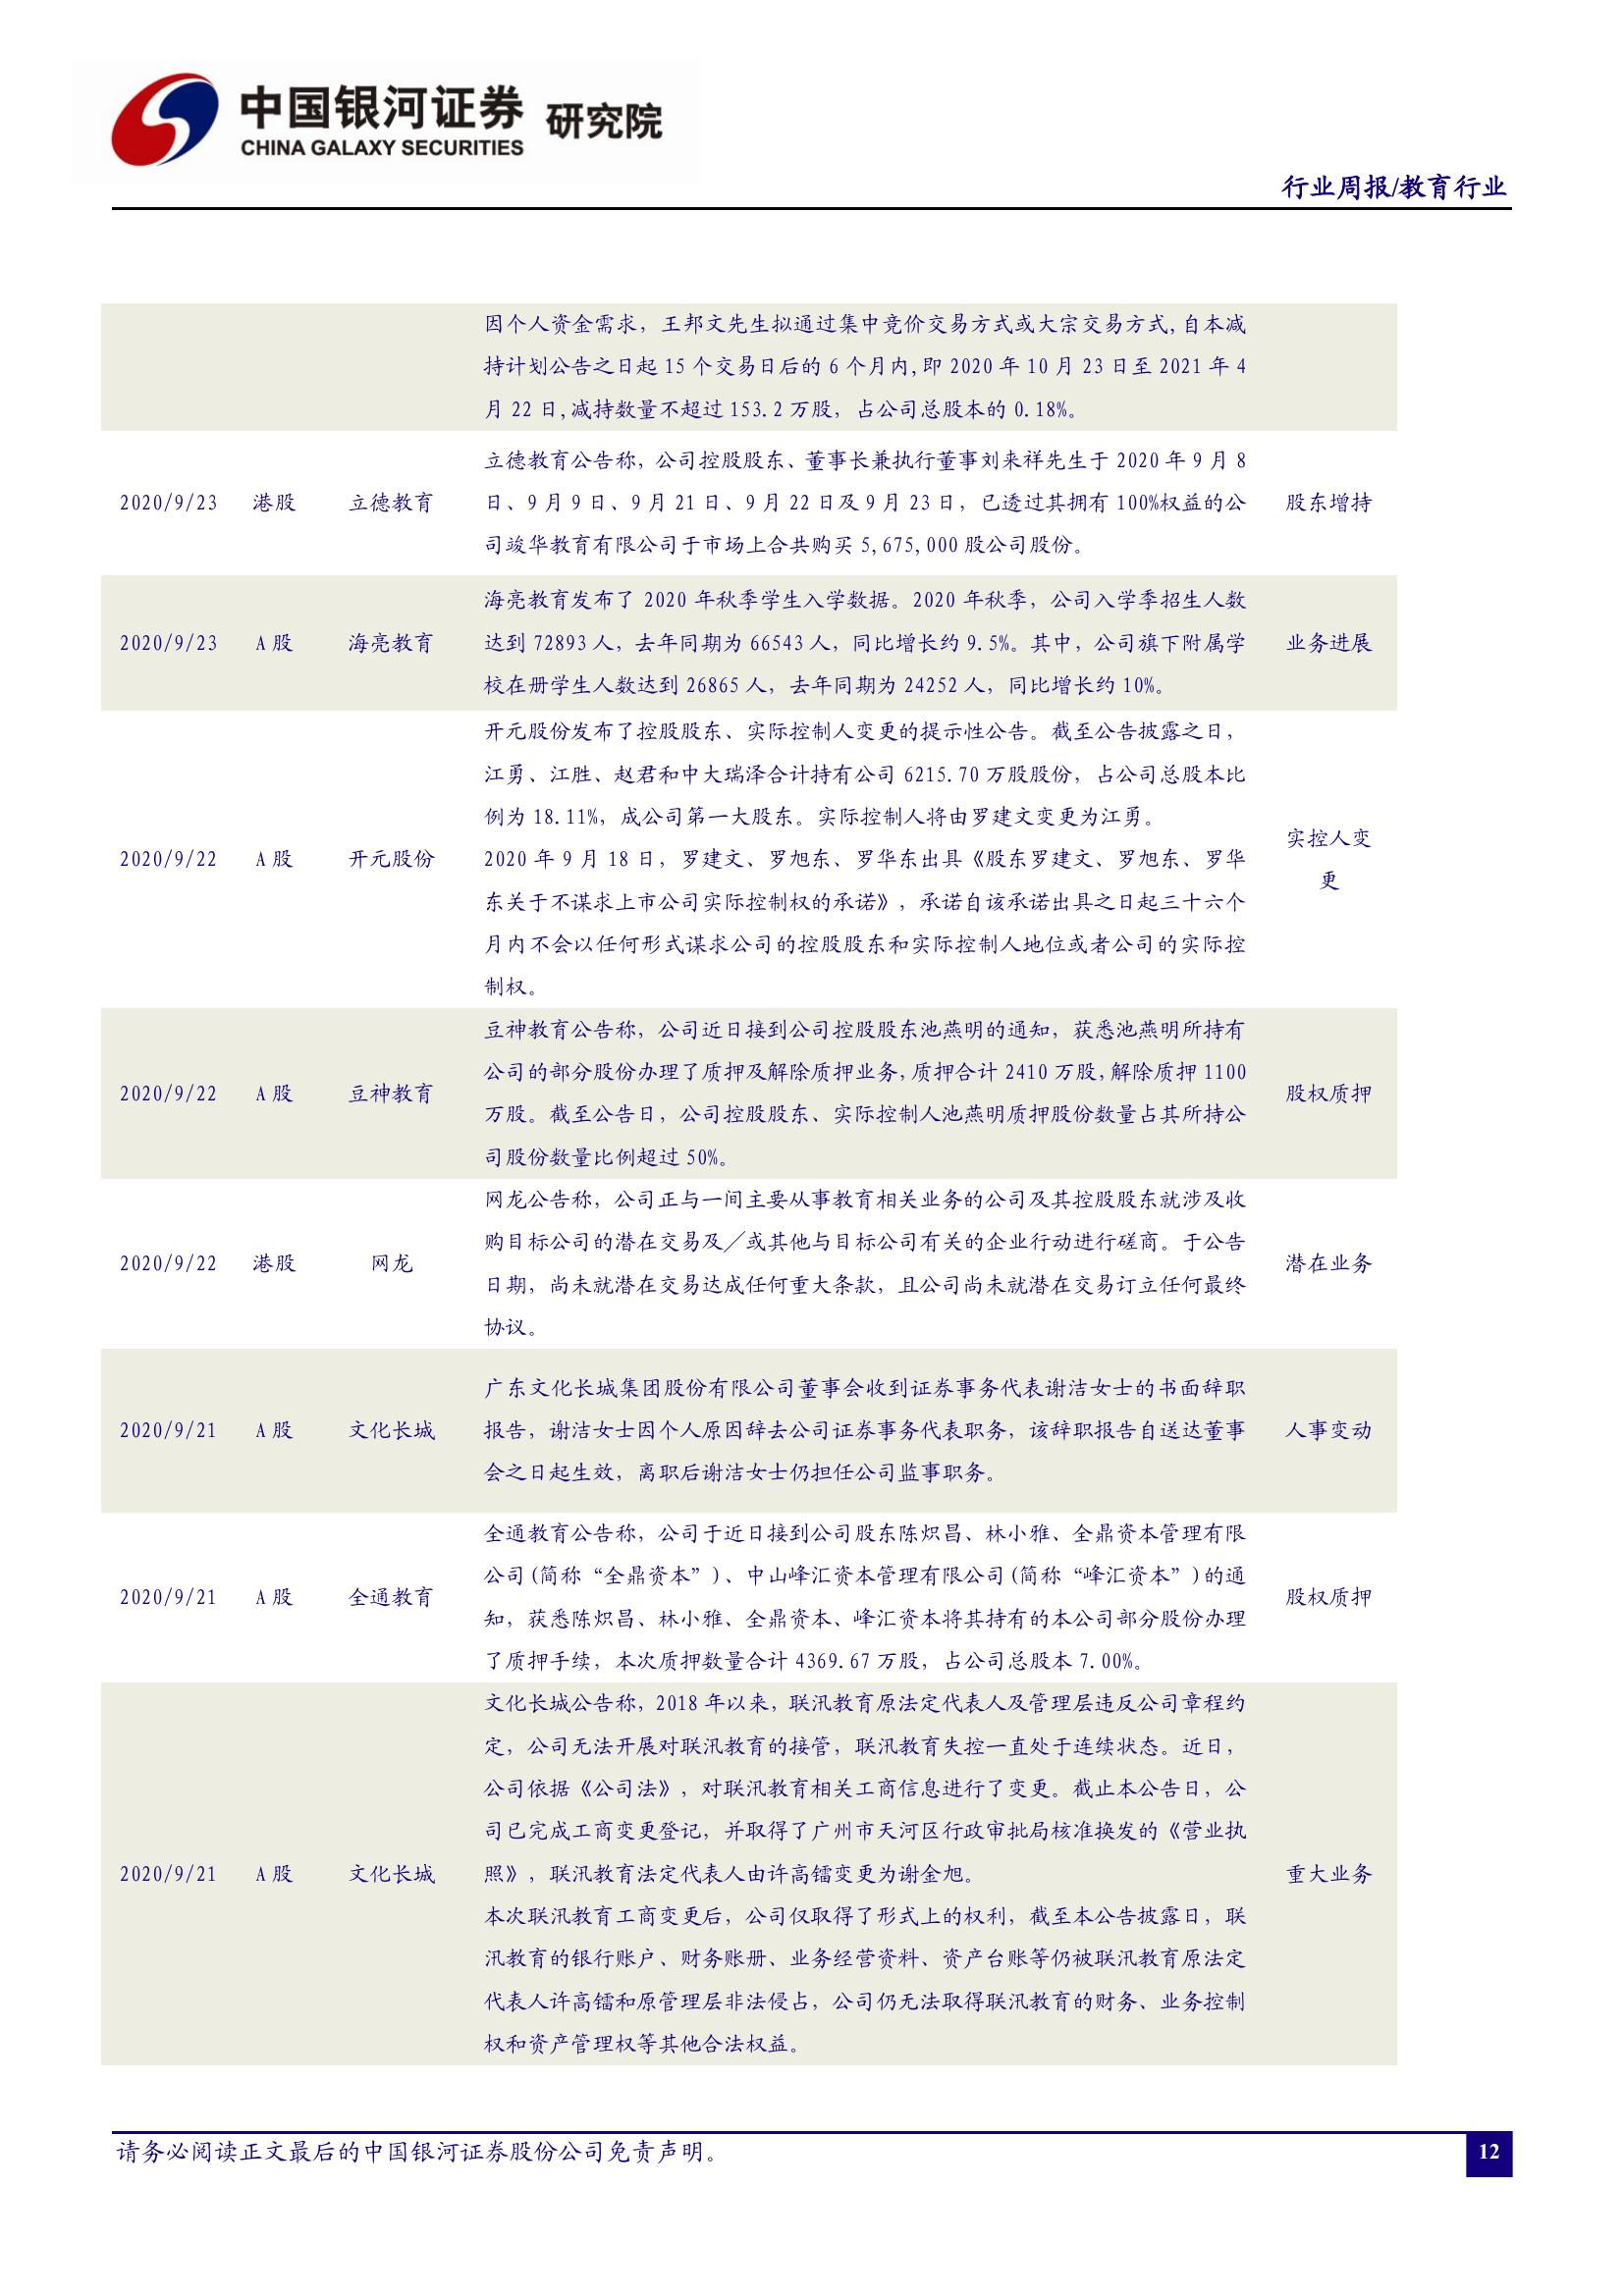 中国银河证券 研究院
CHINA GALAXY SECURITIES
行业周报/教育行业
因个人资金需求，王邦文先生拟通过集中竞价交易方式或大宗交易方式,自本减
持计划公告之日起 15 个交易日后的 6 个月内,即 2020 年 10 月 23 日至 2021 年 4
月 22 日,减持数量不超过 153.2 万股，占公司总股本的 0.18%。
立德教育公告称，公司控股股东、董事长兼执行董事刘来祥先生于 2020 年 9 月 8
2020/9/23 港股 立德教育 日、9 月 9 日、9 月 21 日、9 月 22 日及 9 月 23 日，已透过其拥有 100%权益的公 股东增持
司竣华教育有限公司于市场上合共购买 5,675,000 股公司股份。
海亮教育发布了 2020 年秋季学生入学数据。2020 年秋季，公司入学季招生人数
2020/9/23 A 股 海亮教育 达到 72893 人，去年同期为 66543 人，同比增长约 9.5%。其中，公司旗下附属学 业务进展
校在册学生人数达到 26865 人，去年同期为 24252 人，同比增长约 10%。
开元股份发布了控股股东、实际控制人变更的提示性公告。截至公告披露之日，
江勇、江胜、赵君和中大瑞泽合计持有公司 6215.70 万股股份，占公司总股本比
例为 18.11%，成公司第一大股东。实际控制人将由罗建文变更为江勇。
2020/9/22 A 股 开元股份 2020 年 9 月 18 日，罗建文、罗旭东、罗华东出具《股东罗建文、罗旭东、罗华 实控人变
东关于不谋求上市公司实际控制权的承诺》，承诺自该承诺出具之日起三十六个 更
月内不会以任何形式谋求公司的控股股东和实际控制人地位或者公司的实际控
制权。
豆神教育公告称，公司近日接到公司控股股东池燕明的通知，获悉池燕明所持有
公司的部分股份办理了质押及解除质押业务,质押合计 2410 万股,解除质押 1100
2020/9/22 A 股 豆神教育 万股。截至公告日，公司控股股东、实际控制人池燕明质押股份数量占其所持公 股权质押
司股份数量比例超过 50%。
网龙公告称，公司正与一间主要从事教育相关业务的公司及其控股股东就涉及收
购目标公司的潜在交易及╱或其他与目标公司有关的企业行动进行磋商。于公告
2020/9/22 港股 网龙 日期，尚未就潜在交易达成任何重大条款，且公司尚未就潜在交易订立任何最终 潜在业务
协议。
广东文化长城集团股份有限公司董事会收到证券事务代表谢洁女士的书面辞职
2020/9/21 A 股 文化长城 报告，谢洁女士因个人原因辞去公司证券事务代表职务，该辞职报告自送达董事 人事变动
会之日起生效，离职后谢洁女士仍担任公司监事职务。
全通教育公告称，公司于近日接到公司股东陈炽昌、林小雅、全鼎资本管理有限
公司(简称“全鼎资本”)、中山峰汇资本管理有限公司(简称“峰汇资本”)的通
2020/9/21 A 股 全通教育 知，获悉陈炽昌、林小雅、全鼎资本、峰汇资本将其持有的本公司部分股份办理 股权质押
了质押手续，本次质押数量合计 4369.67 万股，占公司总股本 7.00%。
文化长城公告称，2018 年以来，联汛教育原法定代表人及管理层违反公司章程约
定，公司无法开展对联汛教育的接管，联汛教育失控一直处于连续状态。近日，
公司依据《公司法》，对联汛教育相关工商信息进行了变更。截止本公告日，公
司已完成工商变更登记，并取得了广州市天河区行政审批局核准换发的《营业执
2020/9/21 A 股 文化长城 照》，联汛教育法定代表人由许高镭变更为谢金旭。 重大业务
本次联汛教育工商变更后，公司仅取得了形式上的权利，截至本公告披露日，联
汛教育的银行账户、财务账册、业务经营资料、资产台账等仍被联汛教育原法定
代表人许高镭和原管理层非法侵占，公司仍无法取得联汛教育的财务、业务控制
权和资产管理权等其他合法权益。
请务必阅读正文最后的中国银河证券股份公司免责声明。
12